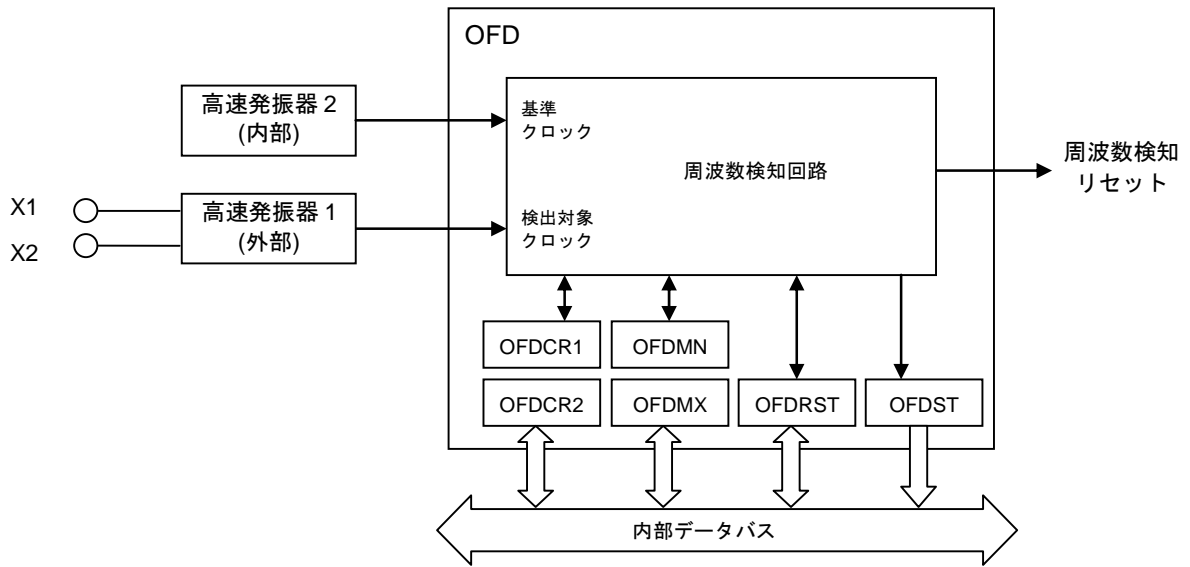 OFD
高速発振器 2
(内部)
基準
クロック
周波数検知回路
周波数検知
リセット
X1
X2
高速発振器 1
(外部)
検出対象
クロック
OFDCR1
OFDMN
OFDCR2
OFDMX
OFDRST
OFDST
内部データバス